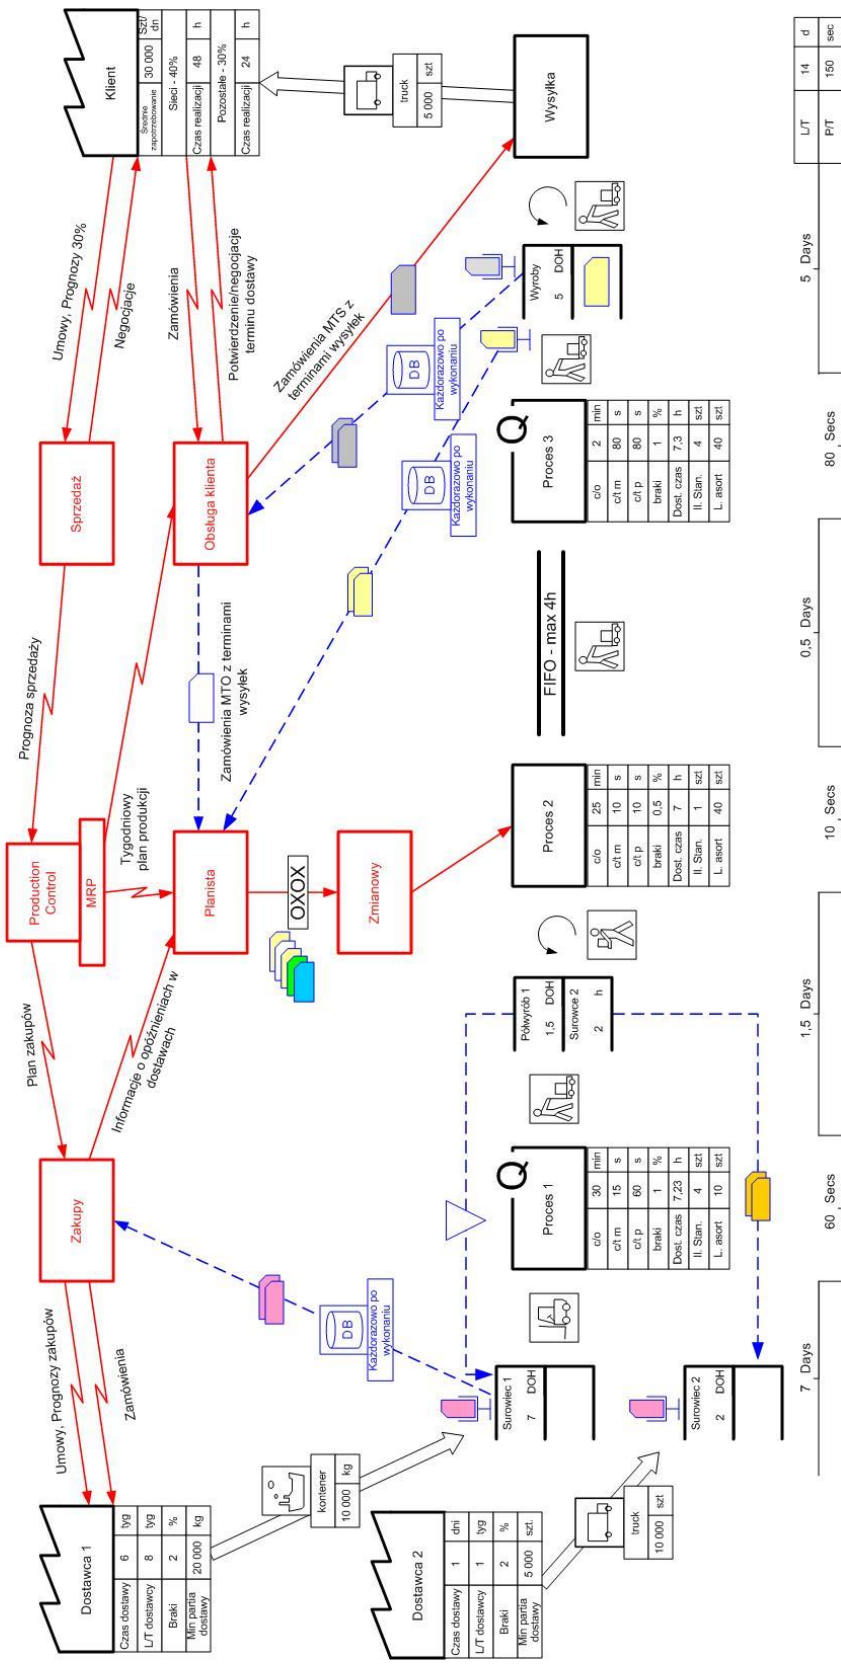 Dostawca 1
Czas dostawy 6 tyg
L/T dostawcy 8 tyg
Braki 2 %
Min partia dostawy 20 000 kg
Umowy, Prognozy zakupów
Zamówienia
Zakupy
Plan zakupów
Informacje o opóźnieniach w
dostawach
Production
Control
MRP
Prognoza sprzedaży
Tygodniowy
plan produkcji
Sprzedaż
Umowy, Prognozy 30%
Negocjacje
Klient
Średnie zapotrzebowanie 30 000 Szt/dn
Sieci - 40%
Czas realizacji 48 h
Pozostałe - 30%
Czas realizacji 24 h
Zamówienia
Potwierdzenie/negocjacje
terminu dostawy
Obsługa klienta
Zamówienia MTO z terminami
wysyłek
Planista
OXOX
Zmianowy
Zamówienia MTS z
terminami wysyłek
DB
Każdorazowo po
wykonaniu
DB
Każdorazowo po
wykonaniu
DB
Każdorazowo po
wykonaniu
truck
5 000 szt
Wysyłka
kontener
10 000 kg
Dostawca 2
Czas dostawy 1 dni
L/T dostawcy 1 tyg
Braki 2 %
Min partia dostawy 5 000 szt.
truck
10 000 szt
Surowiec 1
7 DOH
Surowiec 2
2 DOH
Q
Proces 1
c/o 30 min
c/t m 15 s
c/t p 60 s
braki 1 %
Dost. czas 7,23 h
Il. Stan. 4 szt
L. asort 10 szt
Półwyrób 1
1,5 DOH
Surowce 2
2 h
Proces 2
c/o 25 min
c/t m 10 s
c/t p 10 s
braki 0,5 %
Dost. czas 7 h
Il. Stan. 1 szt
L. asort 40 szt
FIFO - max 4h
Q
Proces 3
c/o 2 min
c/t m 80 s
c/t p 80 s
braki 1 %
Dost. czas 7,3 h
Il. Stan. 4 szt
L. asort 40 szt
Wyroby
5 DOH
7 Days
60 Secs
1,5 Days
10 Secs
0,5 Days
80 Secs
5 Days
L/T 14 d
P/T 150 sec